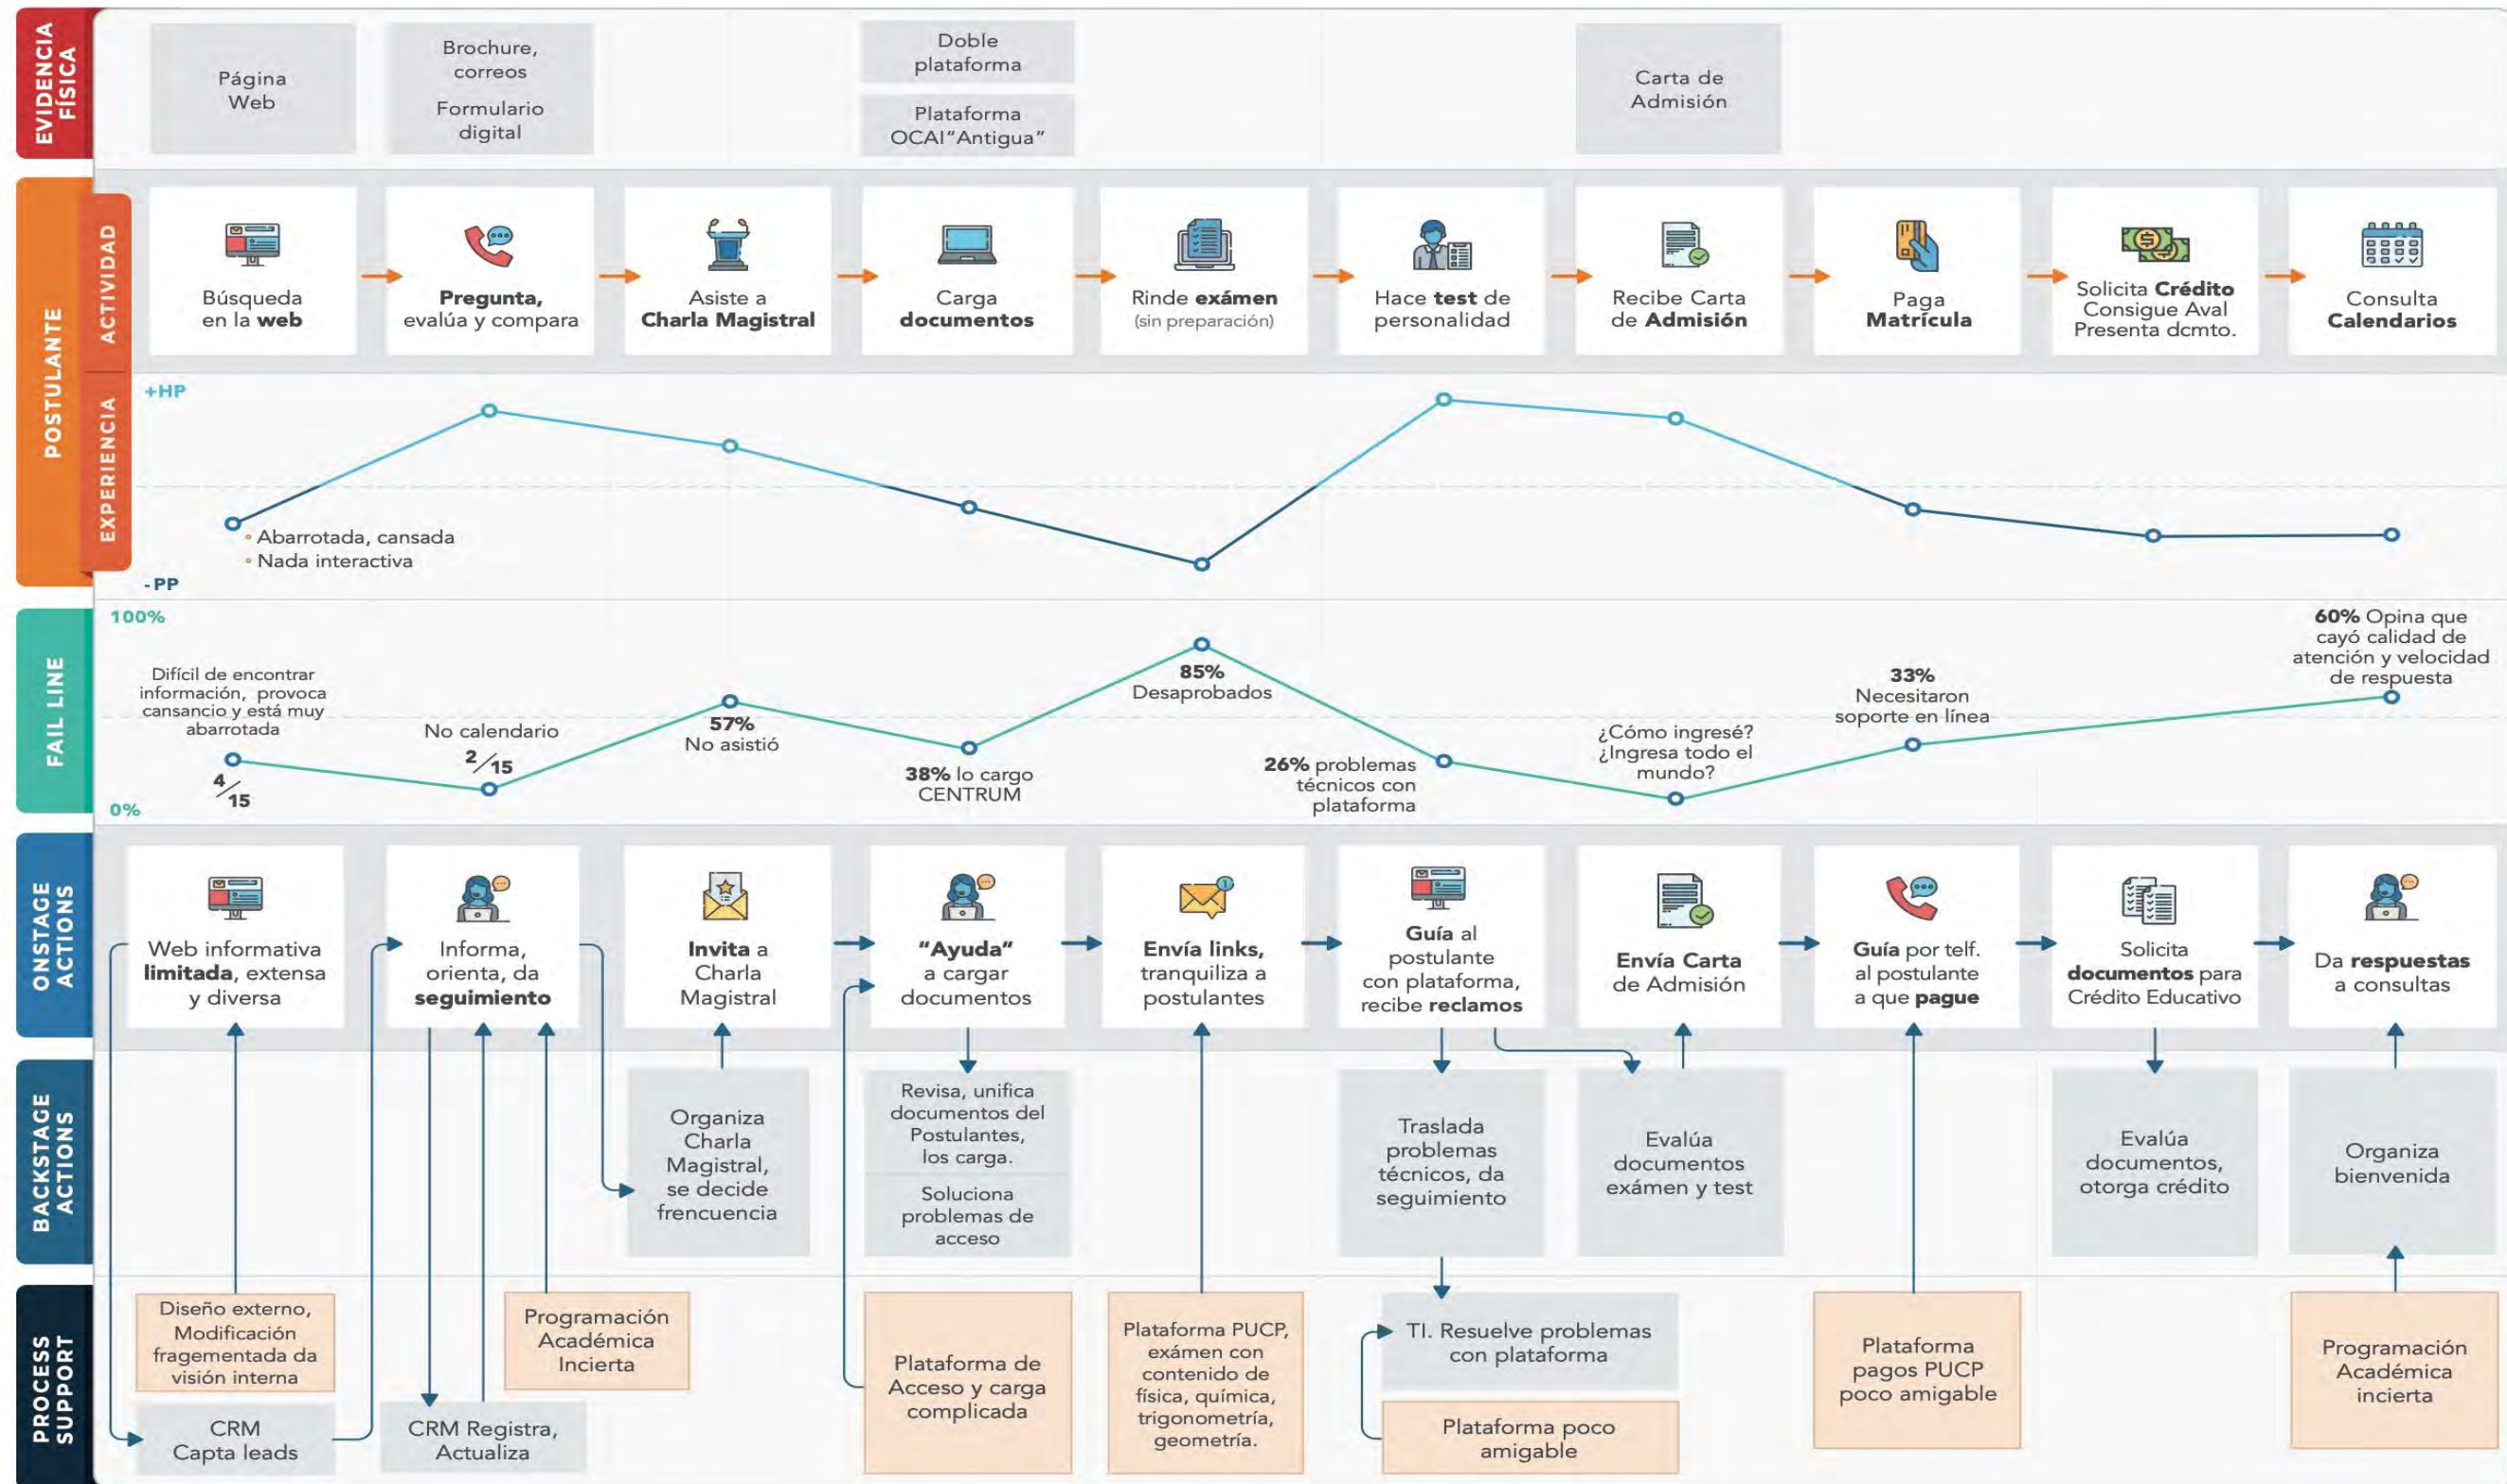 EVIDENCIA
FÍSICA
Página
Web
Brochure,
correos
Formulario
digital
Doble
plataforma
Plataforma
OCAI"Antigua"
Carta de
Admisión
POSTULANTE
ACTIVIDAD
Búsqueda
en la web
Pregunta,
evalúa y compara
Asiste a
Charla Magistral
Carga
documentos
Rinde exámen
(sin preparación)
Hace test de
personalidad
Recibe Carta
de Admisión
Paga
Matrícula
Solicita Crédito
Consigue Aval
Presenta dcmto.
Consulta
Calendarios
EXPERIENCIA
+HP
◦ Abarrotada, cansada
◦ Nada interactiva
- PP
FAIL LINE
100%
Difícil de encontrar
información, provoca
cansancio y está muy
abarrotada
4/15
0%
No calendario
2/15
57%
No asistió
38% lo cargo
CENTRUM
85%
Desaprobados
26% problemas
técnicos con
plataforma
¿Cómo ingresé?
¿Ingresa todo el
mundo?
33%
Necesitaron
soporte en línea
60% Opina que
cayó calidad de
atención y velocidad
de respuesta
ONSTAGE
ACTIONS
Web informativa
limitada, extensa
y diversa
Informa,
orienta, da
seguimiento
Invita a
Charla
Magistral
"Ayuda"
a cargar
documentos
1
Envía links,
tranquiliza a
postulantes
Guía al
postulante
con plataforma,
recibe reclamos
Envía Carta
de Admisión
Guía por telf.
al postulante
a que pague
Solicita
documentos para
Crédito Educativo
Da respuestas
a consultas
BACKSTAGE
ACTIONS
Organiza
Charla
Magistral,
se decide
frencuencia
Revisa, unifica
documentos del
Postulantes,
los carga.
Soluciona
problemas de
acceso
Traslada
problemas
técnicos, da
seguimiento
Evalúa
documentos
exámen y test
Evalúa
documentos,
otorga crédito
Organiza
bienvenida
PROCESS
SUPPORT
Diseño externo,
Modificación
fragementada da
visión interna
CRM
Capta leads
CRM Registra,
Actualiza
Programación
Académica
Incierta
Plataforma de
Acceso y carga
complicada
Plataforma PUCP,
exámen con
contenido de
física, química,
trigonometría,
geometría.
TI. Resuelve problemas
con plataforma
Plataforma poco
amigable
Plataforma
pagos PUCP
poco amigable
Programación
Académica
incierta